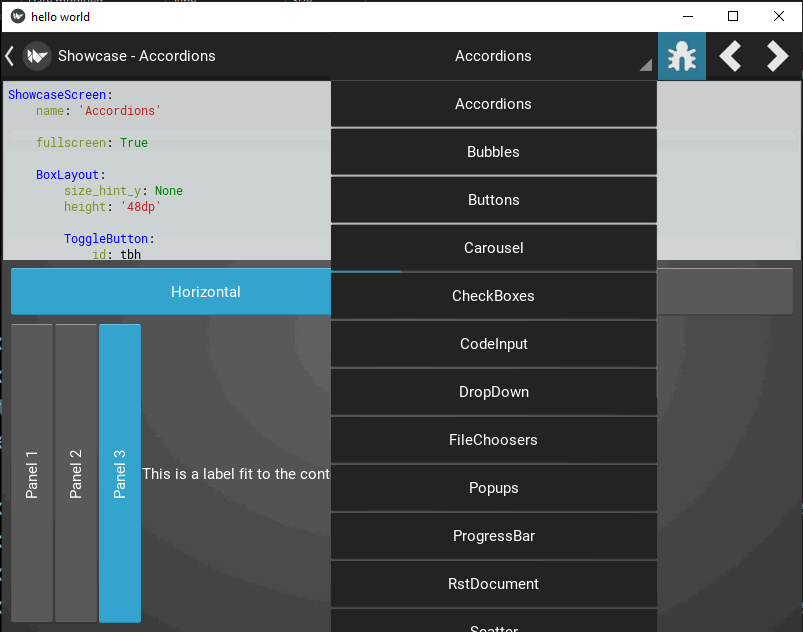 hello world
Showcase - Accordions
Accordions
ShowcaseScreen:
name: 'Accordions'
fullscreen: True
BoxLayout:
size_hint_y: None
height: '48dp'
ToggleButton:
id: tbh
Accordions
Bubbles
Buttons
Carousel
CheckBoxes
CodeInput
DropDown
FileChoosers
Popups
ProgressBar
RstDocument
Scatter
Horizontal
Panel 1
Panel 2
Panel 3
This is a label fit to the cont